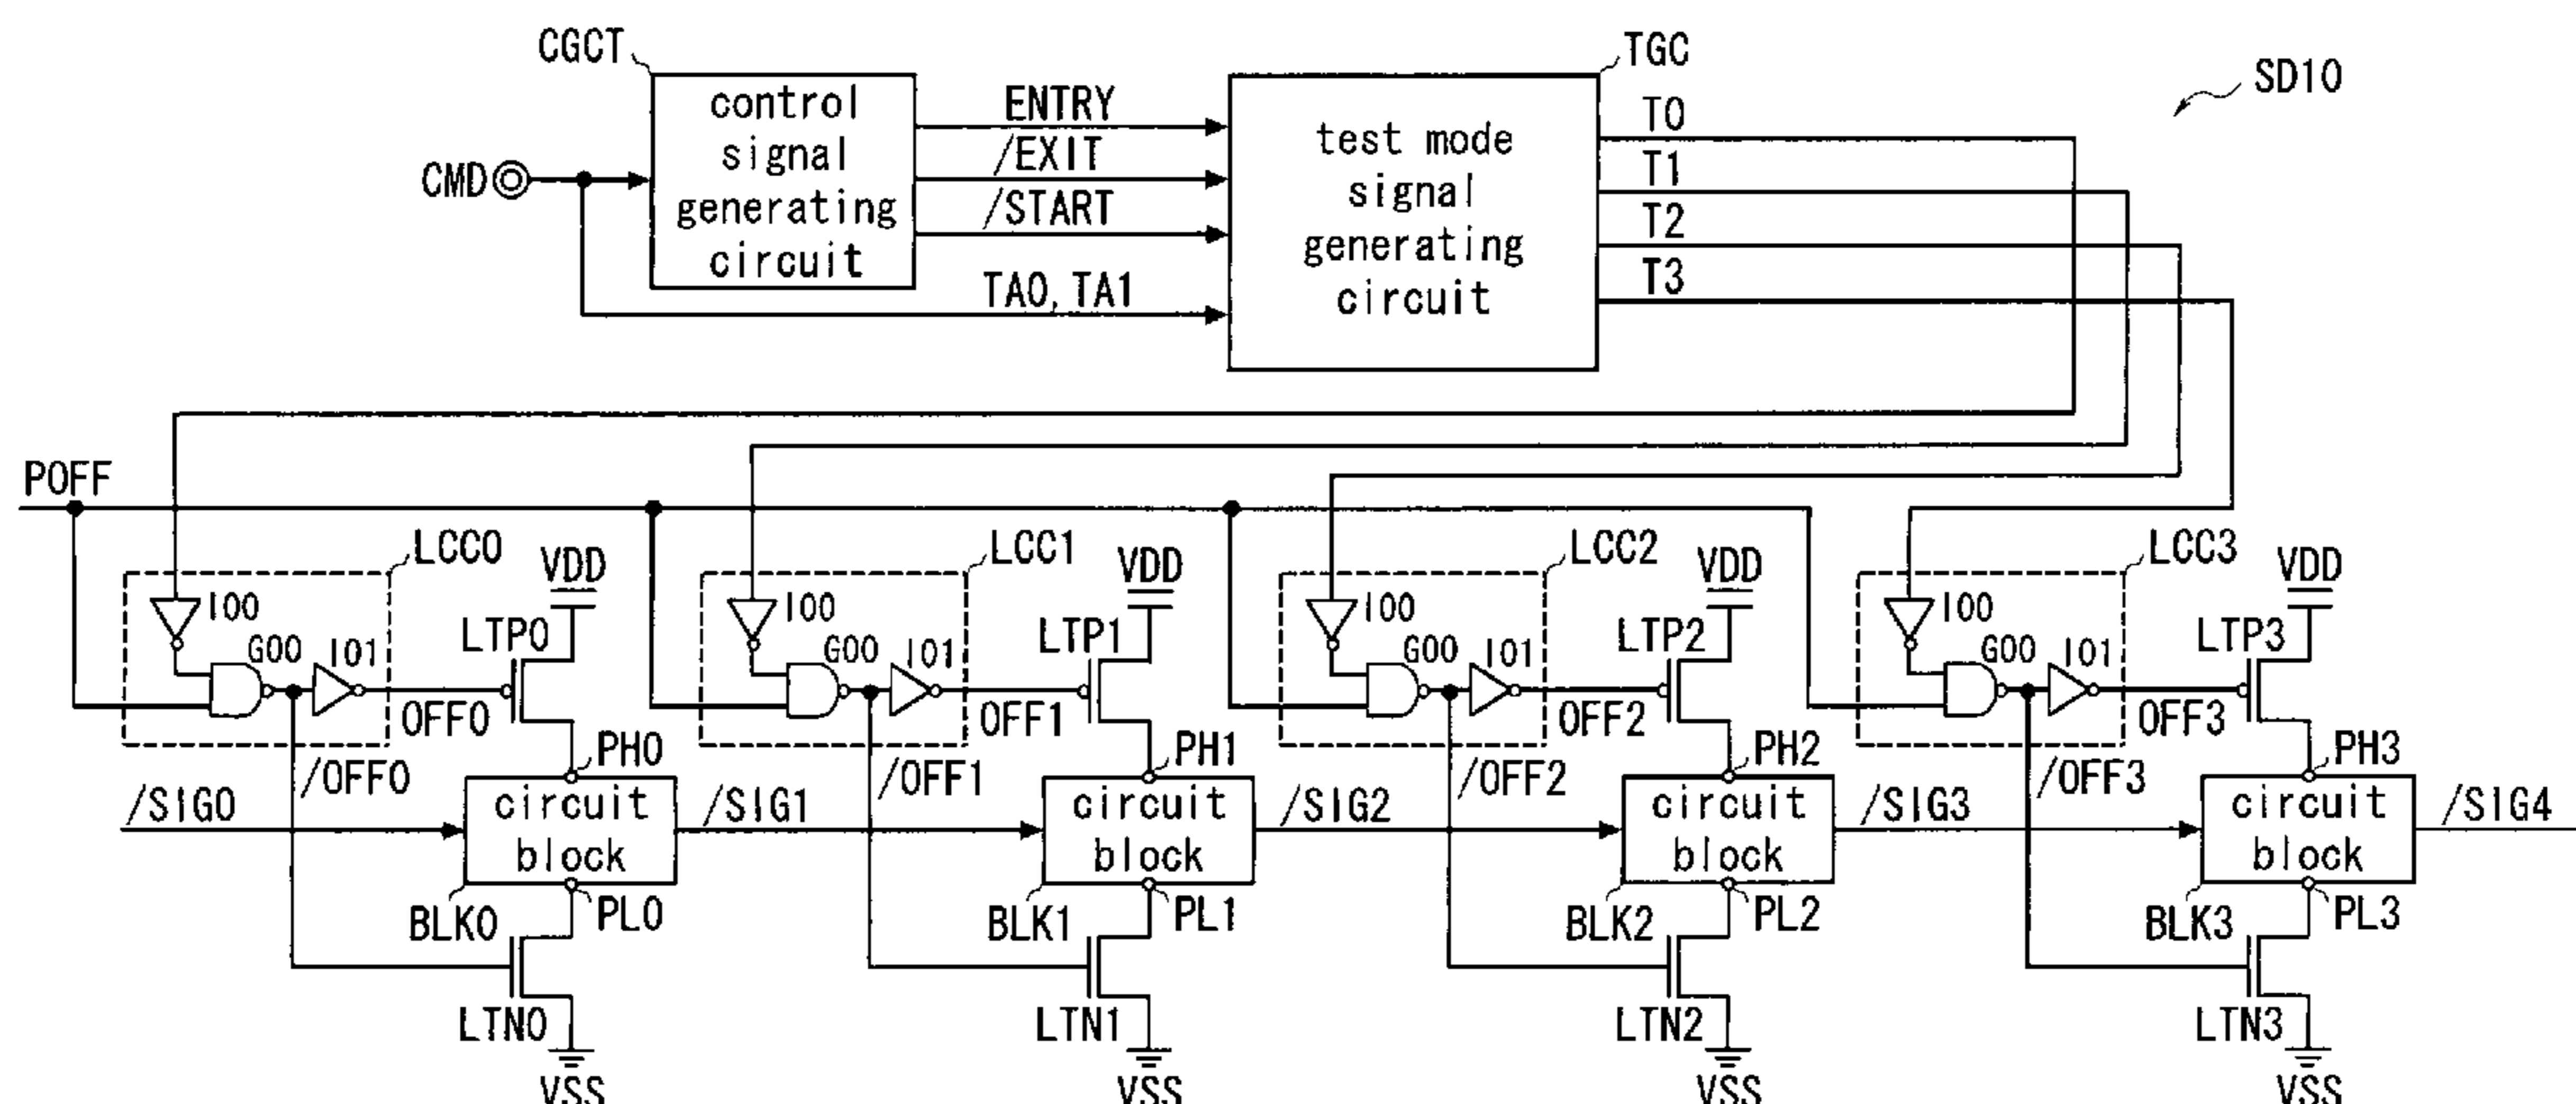 CGCT
TGC
SD10
control
signal
generating
circuit
ENTRY
/EXIT
/START
TA0, TA1
CMD
test mode
signal
generating
circuit
T0
T1
T2
T3
POFF
LCC0
LCC1
LCC2
LCC3
VDD
VDD
VDD
VDD
I00
I00
I00
I00
G00
I01
LTP0
G00
I01
LTP1
G00
I01
LTP2
G00
I01
LTP3
OFF0
OFF1
OFF2
OFF3
/OFF0
PH0
/OFF1
PH1
/OFF2
PH2
/OFF3
PH3
/SIG0
circuit
block
/SIG1
circuit
block
/SIG2
circuit
block
/SIG3
circuit
block
/SIG4
BLK0
PL0
BLK1
PL1
BLK2
PL2
BLK3
PL3
LTN0
LTN1
LTN2
LTN3
VSS
VSS
VSS
VSS